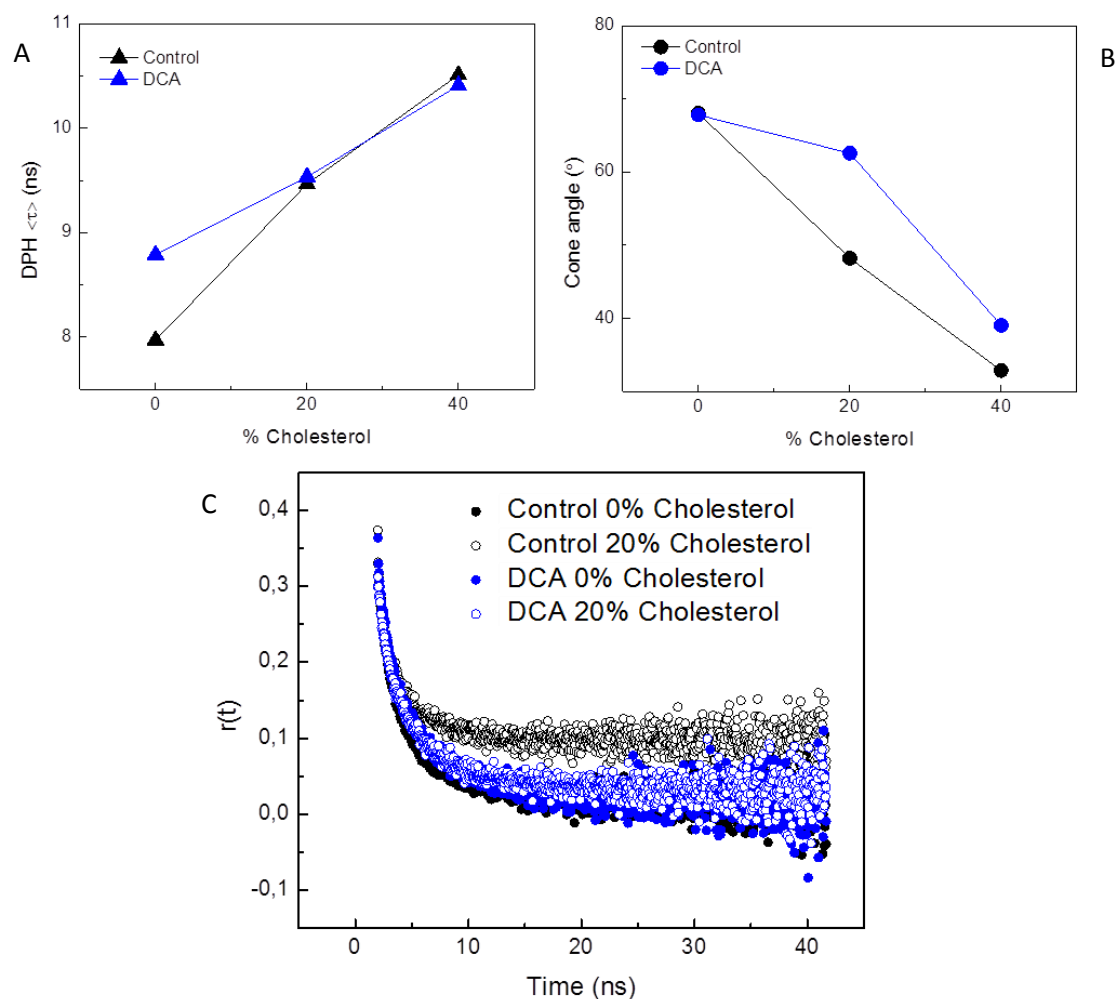 A
11
10
9
8
DPH <τ> (ns)
Control
DCA
0
20
40
% Cholesterol
B
80
60
40
Cone angle (°)
Control
DCA
0
20
40
% Cholesterol
C
0,4
0,3
0,2
0,1
0,0
-0,1
r(t)
Control 0% Cholesterol
Control 20% Cholesterol
DCA 0% Cholesterol
DCA 20% Cholesterol
0
10
20
30
40
Time (ns)